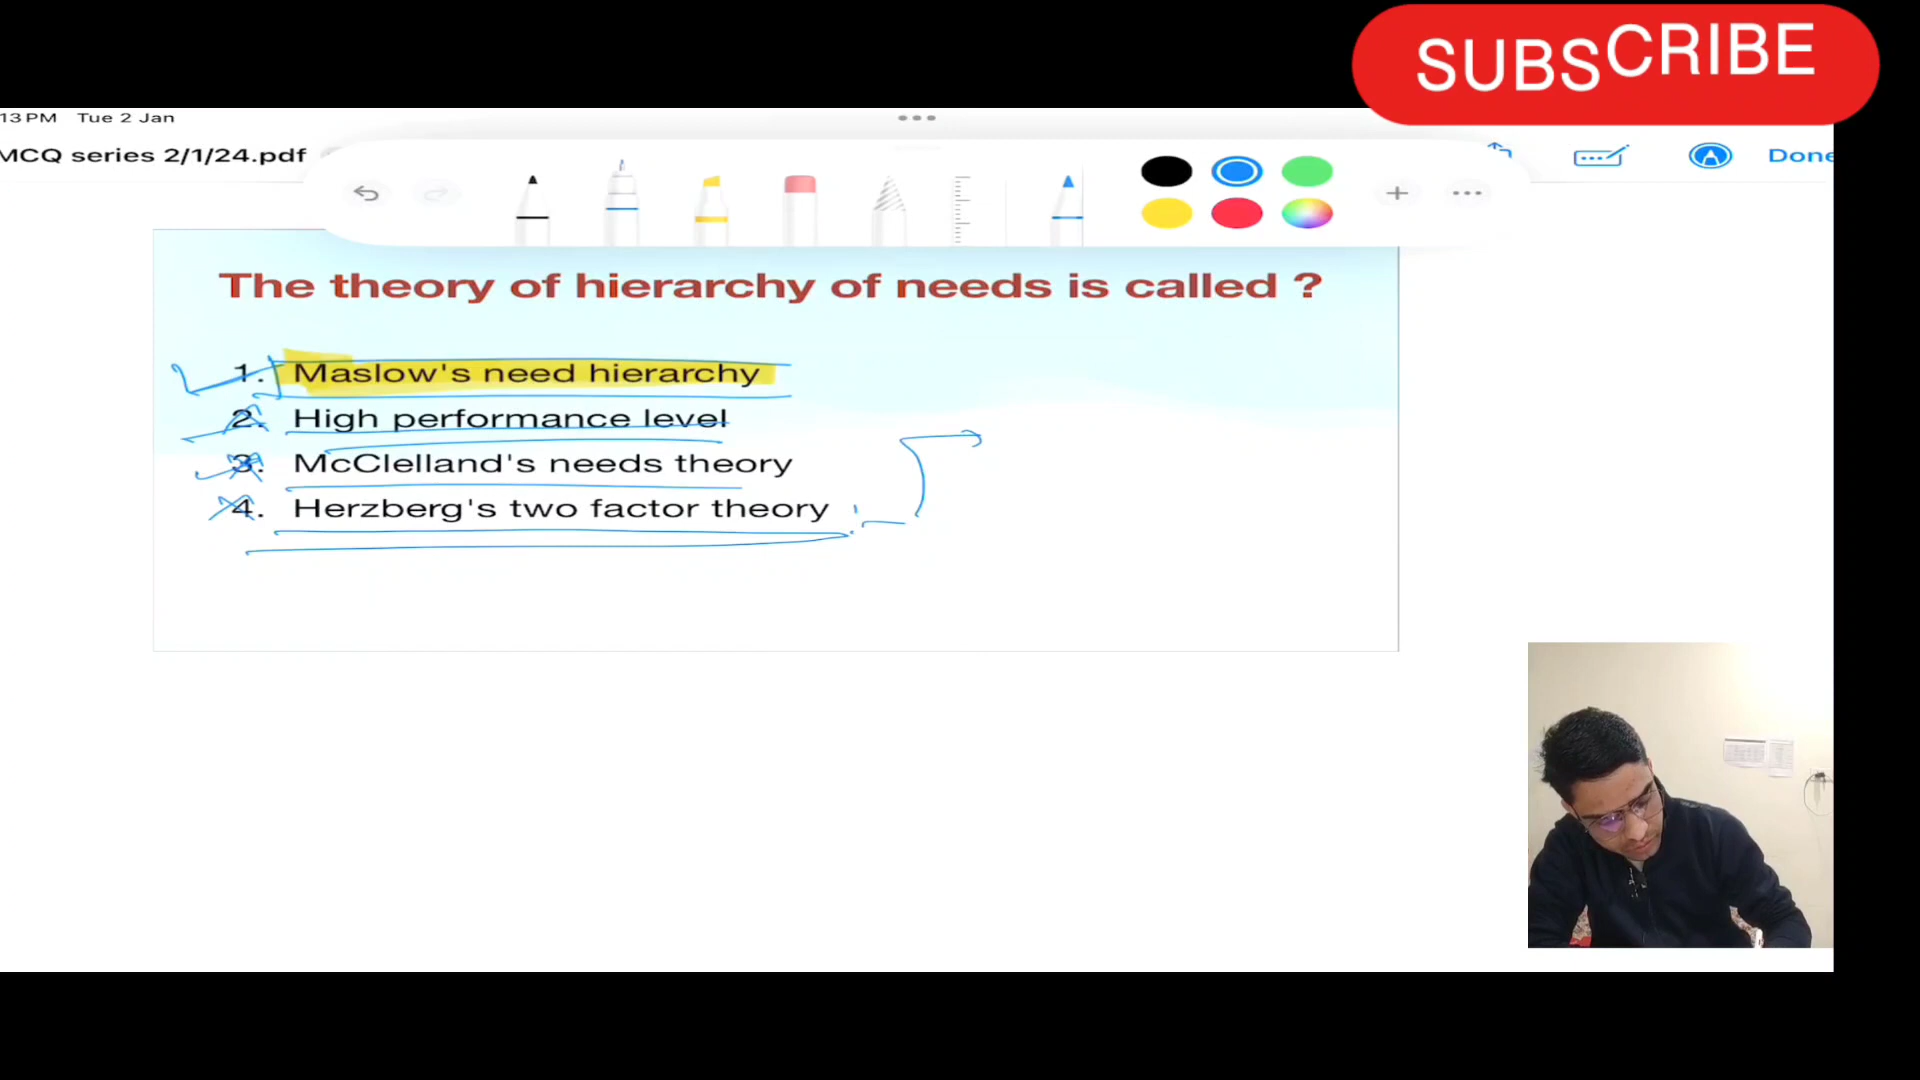 SUBSCRIBE
13 PM Tue 2 Jan
MCQ series 2/1/24.pdf
Done
The theory of hierarchy of needs is called ?
1. Maslow's need hierarchy
2. High performance level
3. McClelland's needs theory
4. Herzberg's two factor theory